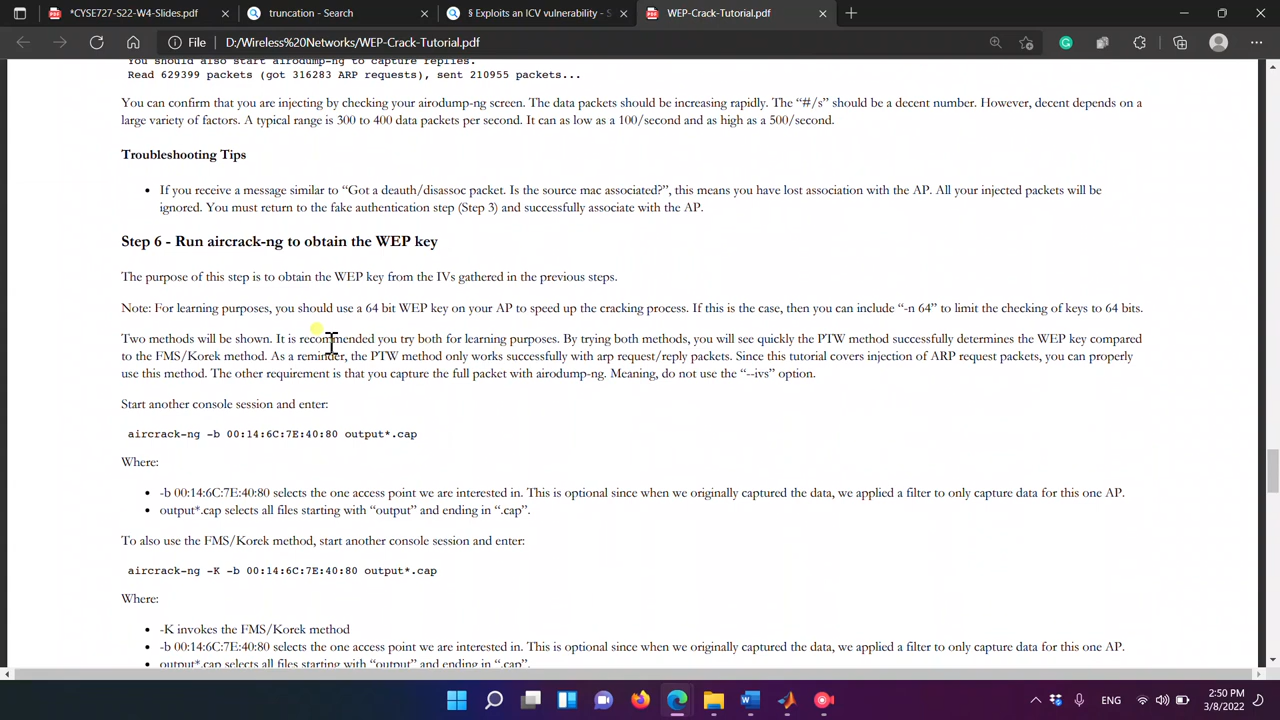 *CYSE727-S22-W4-Slides.pdf
truncation - Search
§ Exploits an ICV vulnerability - S
WEP-Crack-Tutorial.pdf
File
D:/Wireless%20Networks/WEP-Crack-Tutorial.pdf
You should also start airodump-ng to capture replies.
Read 629399 packets (got 316283 ARP requests), sent 210955 packets...
You can confirm that you are injecting by checking your airodump-ng screen. The data packets should be increasing rapidly. The “#/s” should be a decent number. However, decent depends on a
large variety of factors. A typical range is 300 to 400 data packets per second. It can as low as a 100/second and as high as a 500/second.
Troubleshooting Tips
• If you receive a message similar to “Got a deauth/disassoc packet. Is the source mac associated?”, this means you have lost association with the AP. All your injected packets will be
ignored. You must return to the fake authentication step (Step 3) and successfully associate with the AP.
Step 6 - Run aircrack-ng to obtain the WEP key
The purpose of this step is to obtain the WEP key from the IVs gathered in the previous steps.
Note: For learning purposes, you should use a 64 bit WEP key on your AP to speed up the cracking process. If this is the case, then you can include “-n 64” to limit the checking of keys to 64 bits.
Two methods will be shown. It is recommended you try both for learning purposes. By trying both methods, you will see quickly the PTW method successfully determines the WEP key compared
to the FMS/Korek method. As a reminder, the PTW method only works successfully with arp request/reply packets. Since this tutorial covers injection of ARP request packets, you can properly
use this method. The other requirement is that you capture the full packet with airodump-ng. Meaning, do not use the “--ivs” option.
Start another console session and enter:
aircrack-ng -b 00:14:6C:7E:40:80 output*.cap
Where:
• -b 00:14:6C:7E:40:80 selects the one access point we are interested in. This is optional since when we originally captured the data, we applied a filter to only capture data for this one AP.
• output*.cap selects all files starting with “output” and ending in “.cap”.
To also use the FMS/Korek method, start another console session and enter:
aircrack-ng -K -b 00:14:6C:7E:40:80 output*.cap
Where:
• -K invokes the FMS/Korek method
• -b 00:14:6C:7E:40:80 selects the one access point we are interested in. This is optional since when we originally captured the data, we applied a filter to only capture data for this one AP.
• output*.cap selects all files starting with “output” and ending in “.cap”.
ENG
2:50 PM
3/8/2022